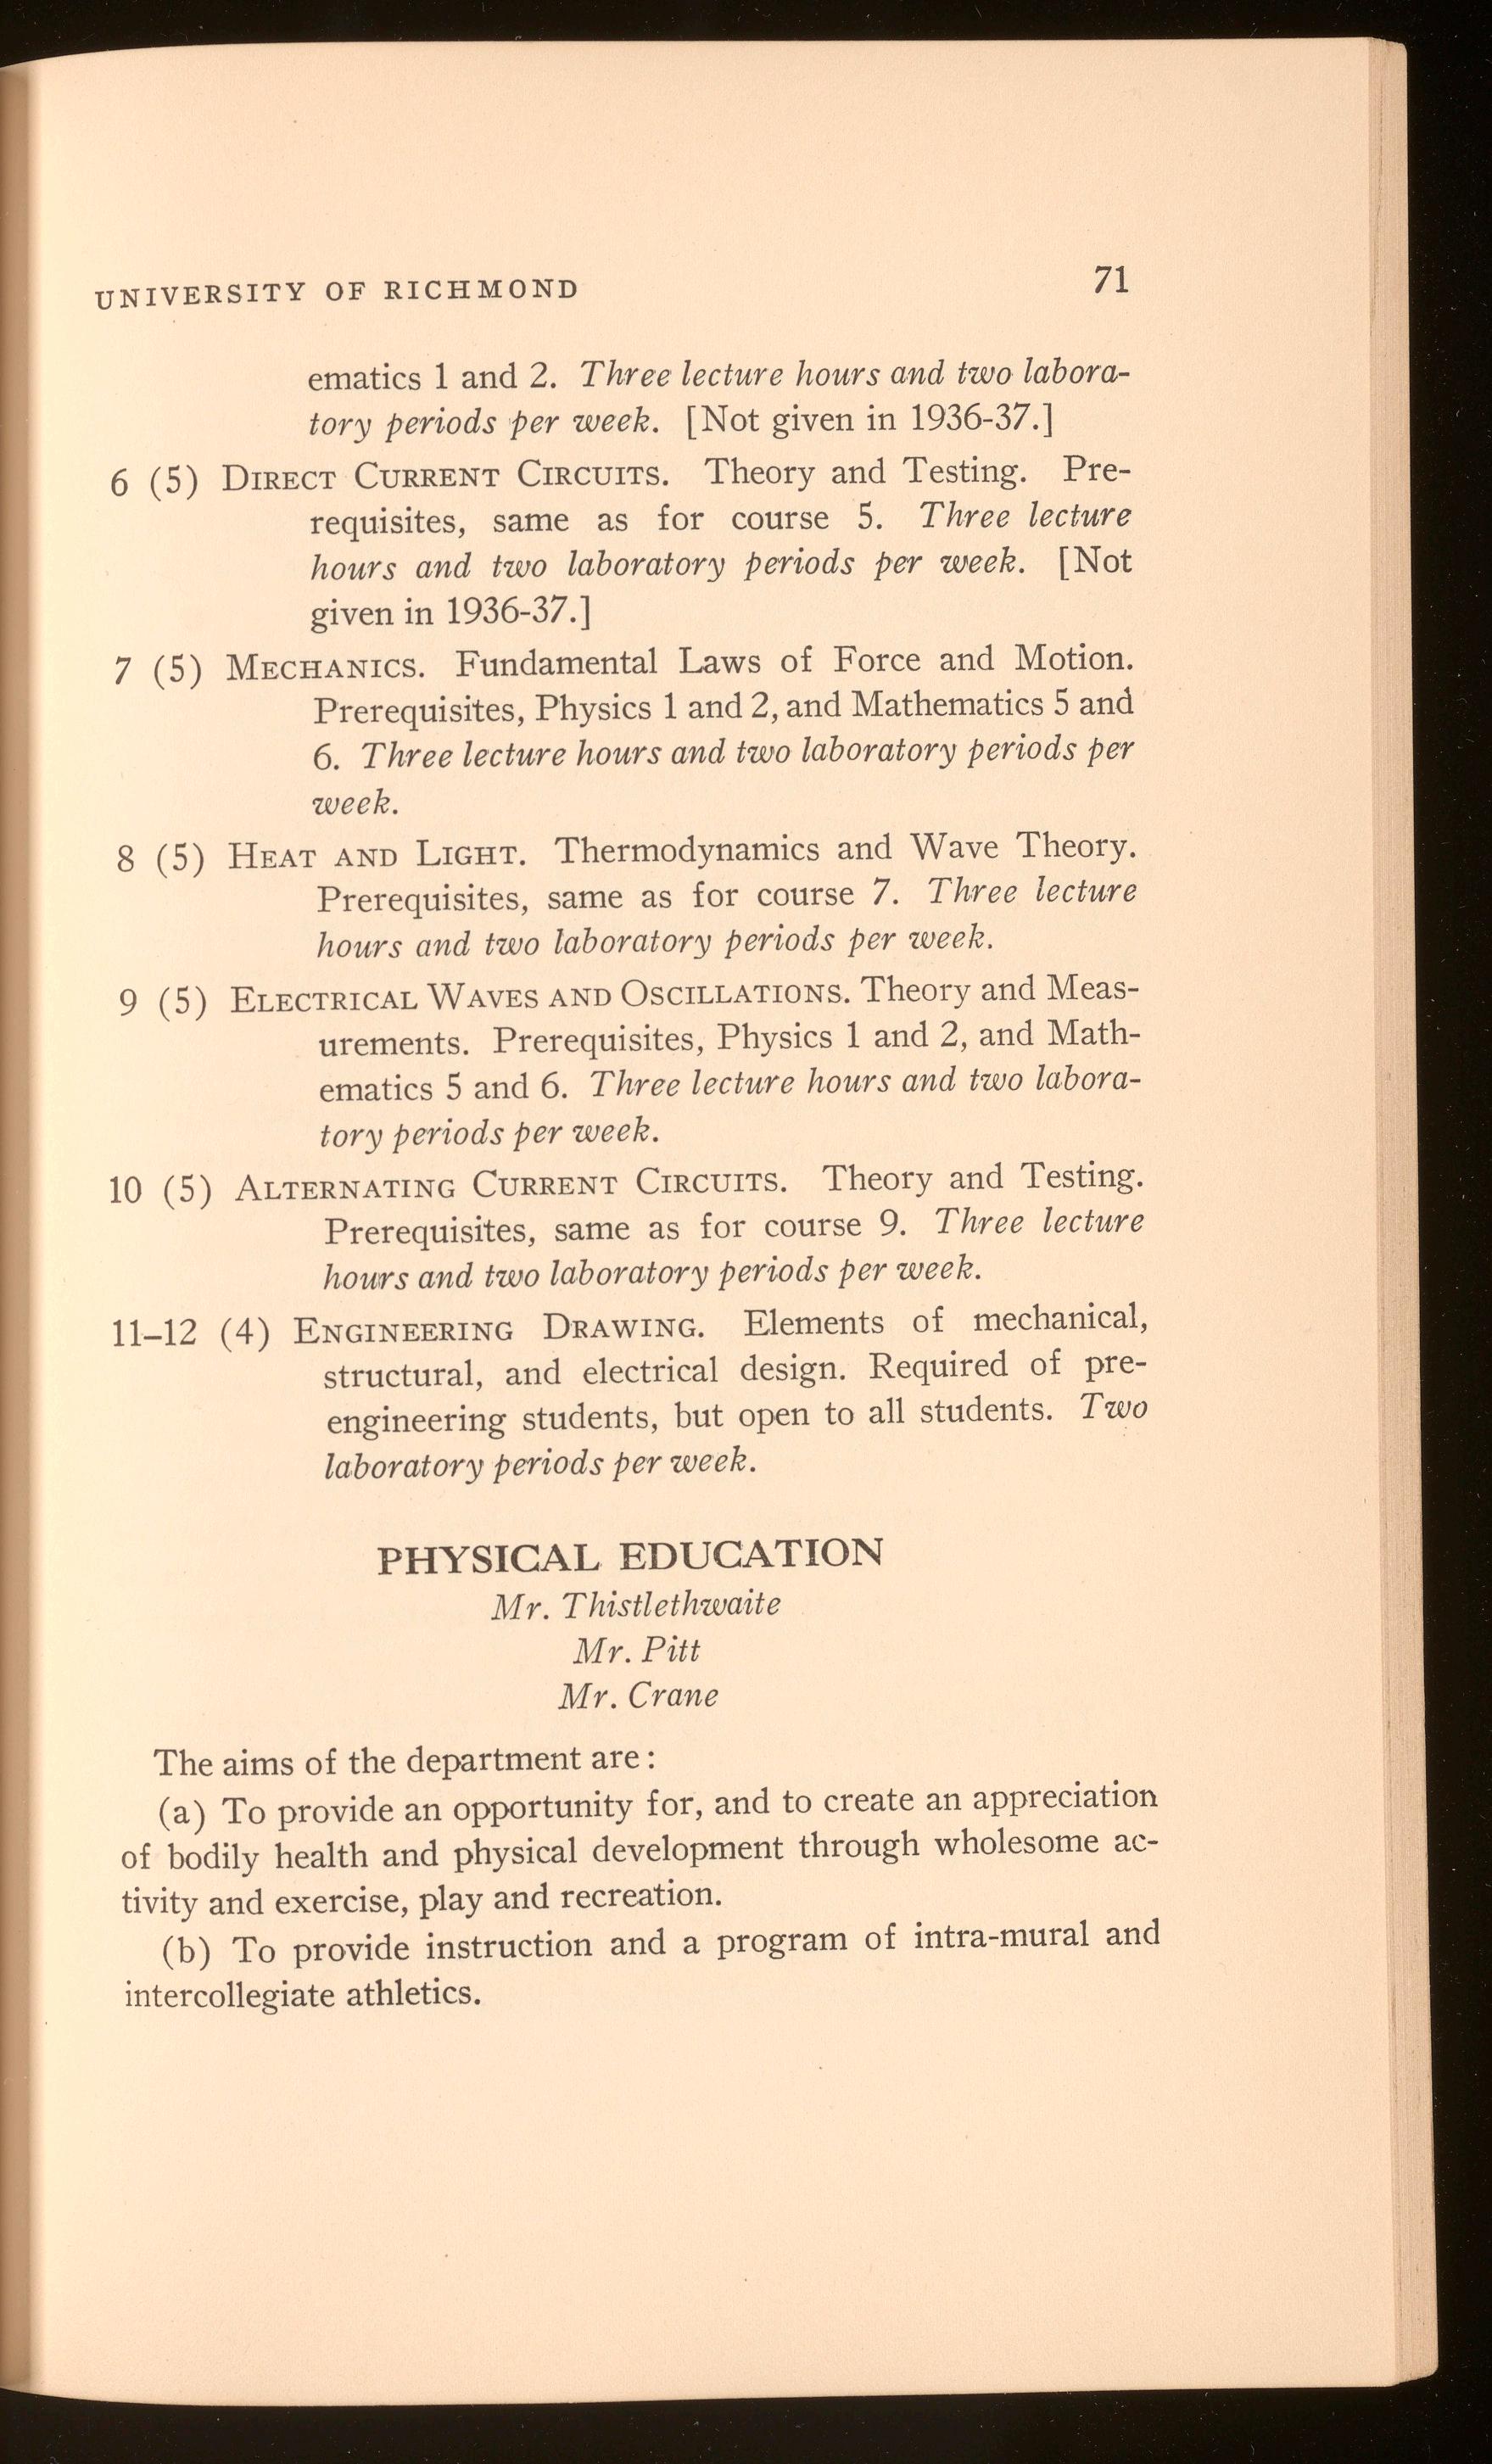 UNIVERSITY OF RICHMOND 71
ematics 1 and 2. Three lecture hours and two labora-
tory periods per week. [Not given in 1936-37.]
6 (5) DIRECT CURRENT CIRCUITS. Theory and Testing. Pre-
requisites, same as for course 5. Three lecture
hours and two laboratory periods per week. [Not
given in 1936-37.]
7 (5) MECHANICS. Fundamental Laws of Force and Motion.
Prerequisites, Physics 1 and 2, and Mathematics 5 and
6. Three lecture hours and two laboratory periods per
week.
8 (5) HEAT AND LIGHT. Thermodynamics and Wave Theory.
Prerequisites, same as for course 7. Three lecture
hours and two laboratory periods per week.
9 (5) ELECTRICAL WAVES AND OSCILLATIONS. Theory and Meas-
urements. Prerequisites, Physics 1 and 2, and Math-
ematics 5 and 6. Three lecture hours and two labora-
tory periods per week.
10 (5) ALTERNATING CURRENT CIRCUITS. Theory and Testing.
Prerequisites, same as for course 9. Three lecture
hours and two laboratory periods per week.
11–12 (4) ENGINEERING DRAWING. Elements of mechanical,
structural, and electrical design. Required of pre-
engineering students, but open to all students. Two
laboratory periods per week.
PHYSICAL EDUCATION
Mr. Thistlethwaite
Mr. Pitt
Mr. Crane
The aims of the department are:
(a) To provide an opportunity for, and to create an appreciation
of bodily health and physical development through wholesome ac-
tivity and exercise, play and recreation.
(b) To provide instruction and a program of intra-mural and
intercollegiate athletics.